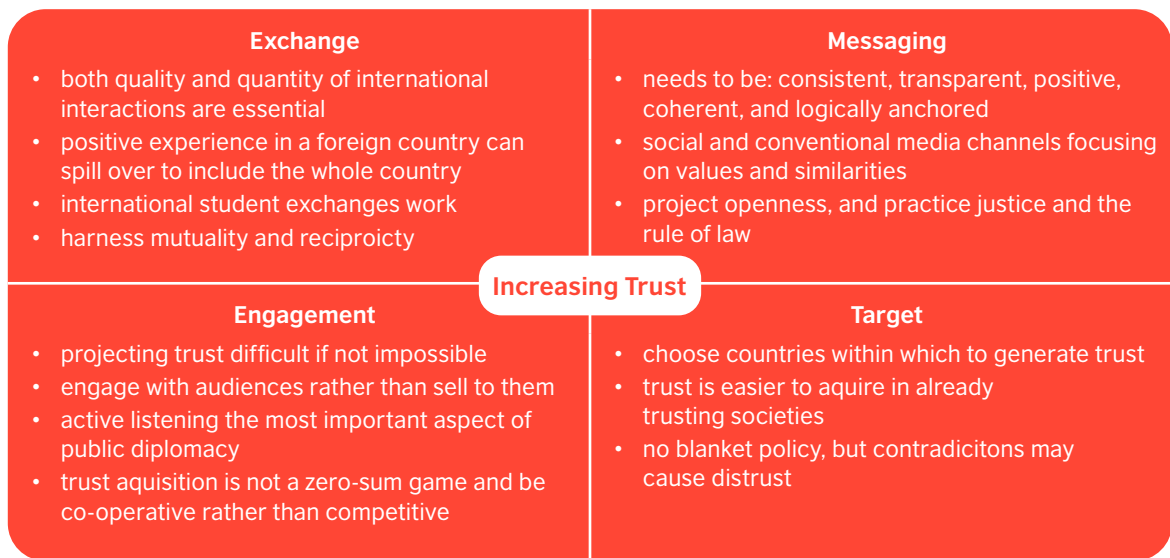 Exchange
• both quality and quantity of international
interactions are essential
• positive experience in a foreign country can
spill over to include the whole country
• international student exchanges work
• harness mutuality and reciproicty
Messaging
• needs to be: consistent, transparent, positive,
coherent, and logically anchored
• social and conventional media channels focusing
on values and similarities
• project openness, and practice justice and the
rule of law
Increasing Trust
Engagement
• projecting trust difficult if not impossible
• engage with audiences rather than sell to them
• active listening the most important aspect of
public diplomacy
• trust aquisition is not a zero-sum game and be
co-operative rather than competitive
Target
• choose countries within which to generate trust
• trust is easier to aquire in already
trusting societies
• no blanket policy, but contradicitons may
cause distrust